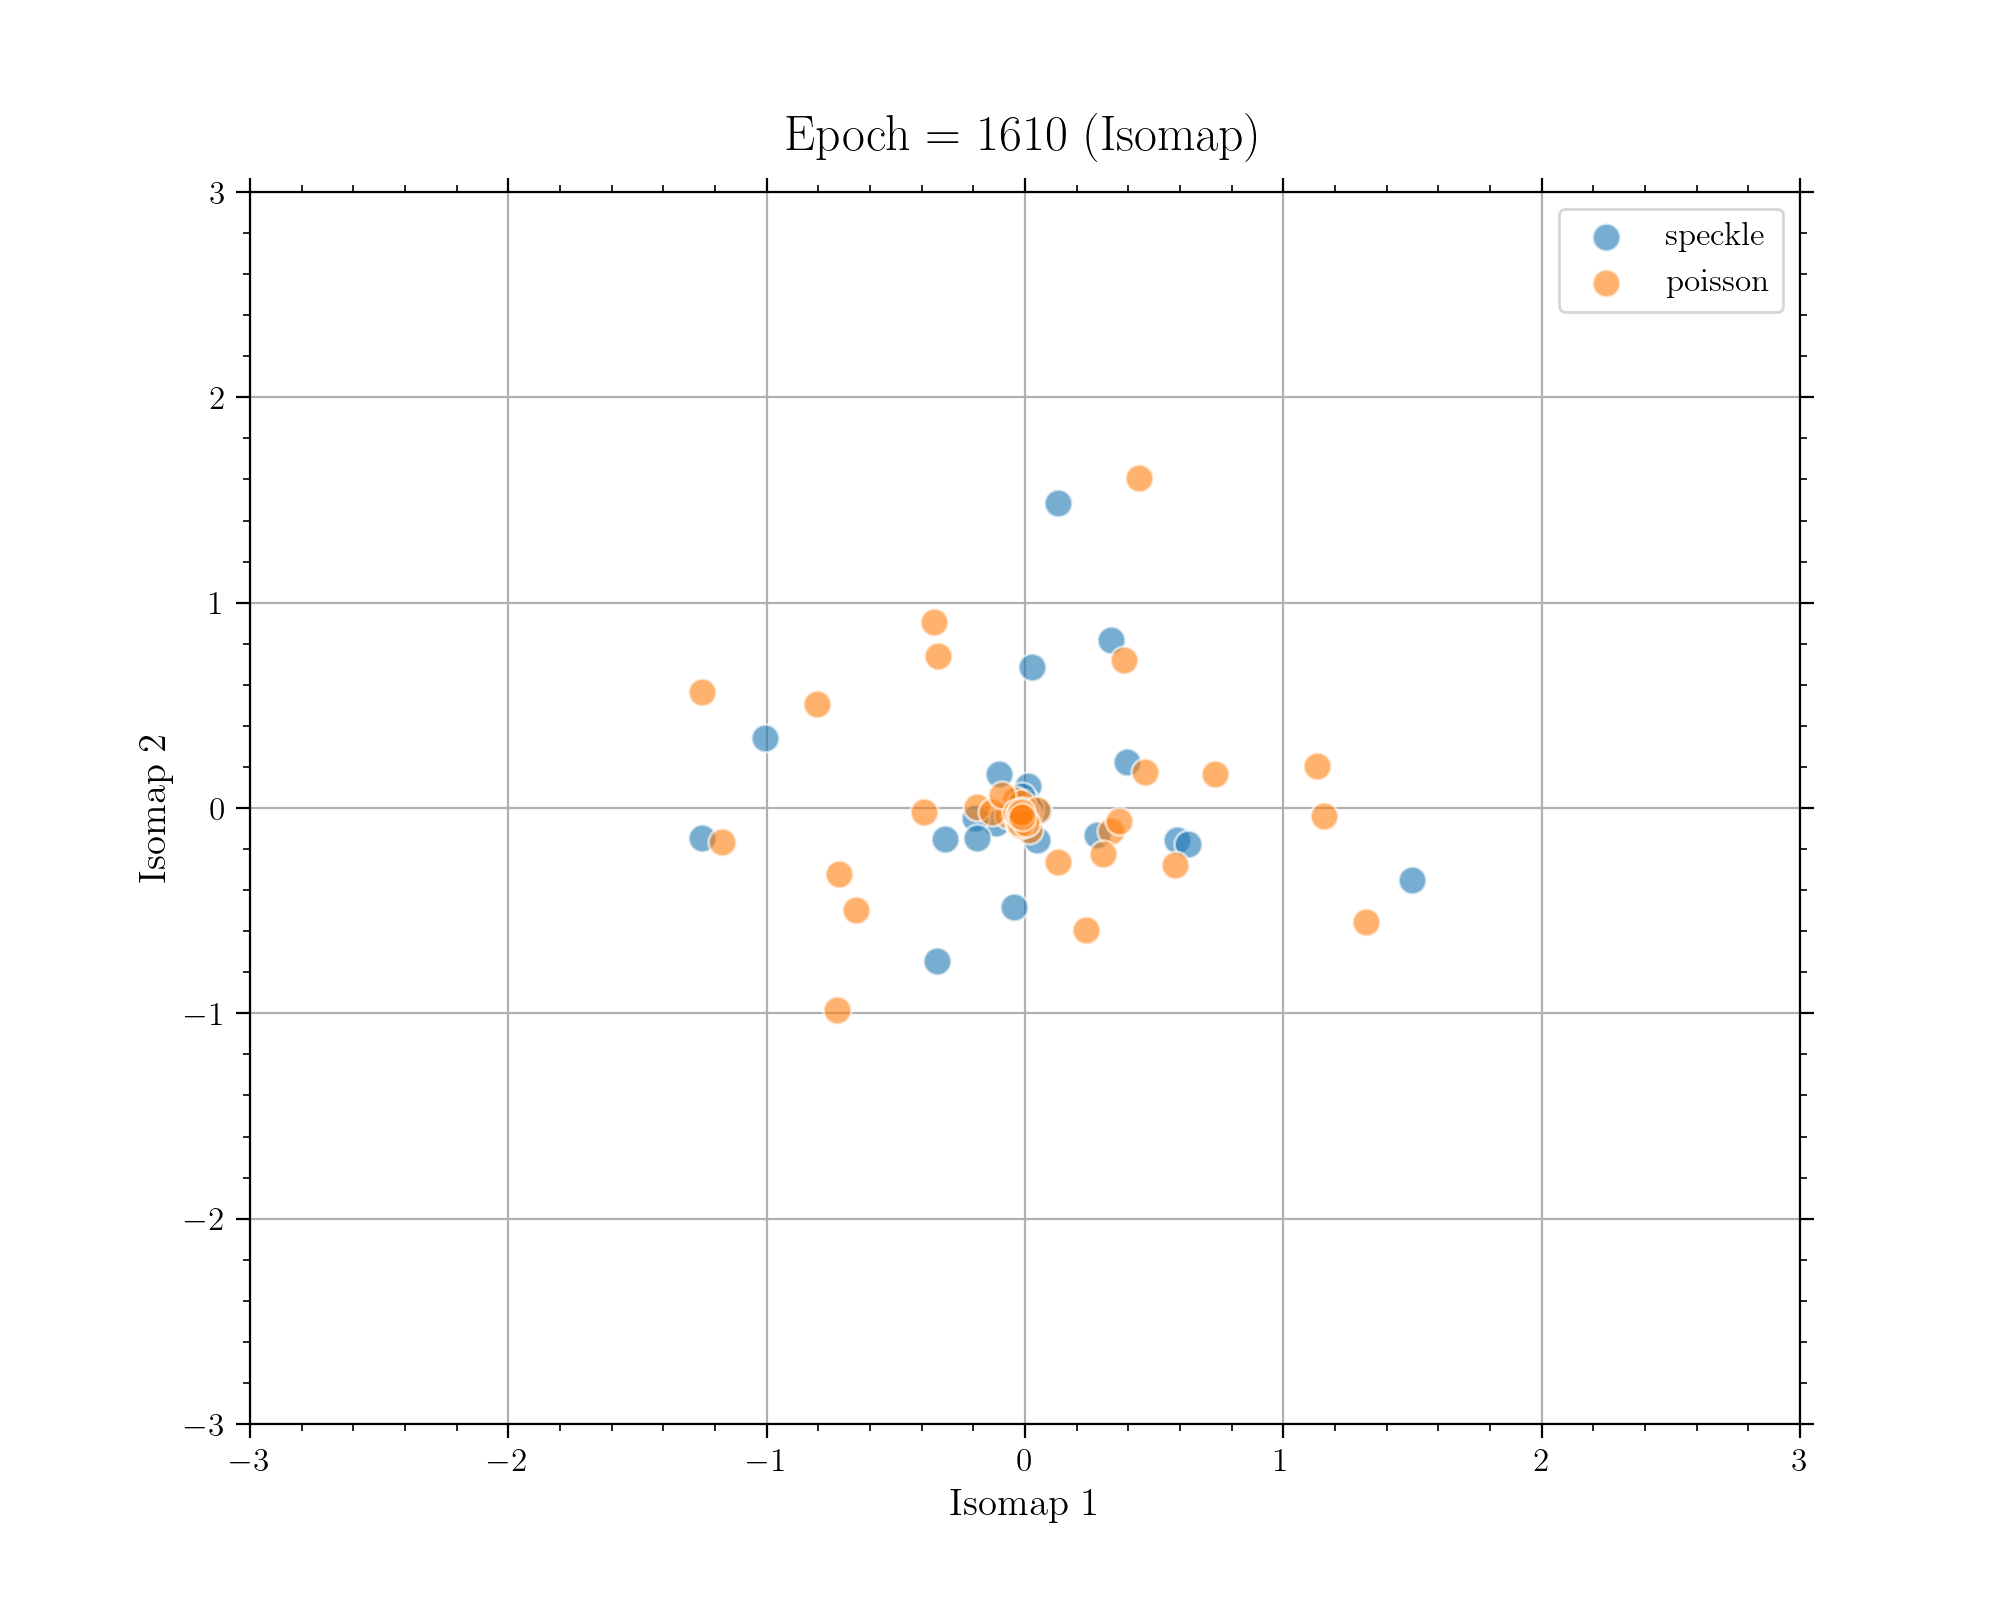 Epoch = 1610 (Isomap)
speckle
poisson
3
2
1
0
−1
−2
−3
Isomap 2
−3
−2
−1
0
1
2
3
Isomap 1